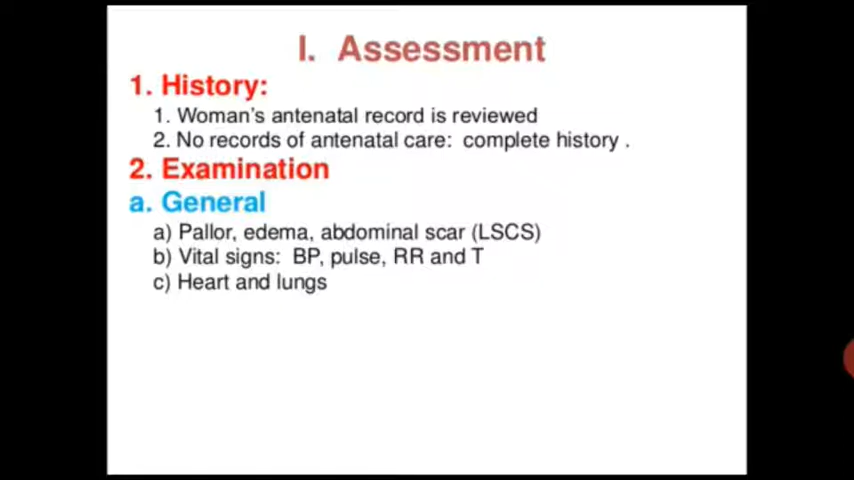 I. Assessment
1. History:
1. Woman's antenatal record is reviewed
2. No records of antenatal care: complete history .
2. Examination
a. General
a) Pallor, edema, abdominal scar (LSCS)
b) Vital signs: BP, pulse, RR and T
c) Heart and lungs